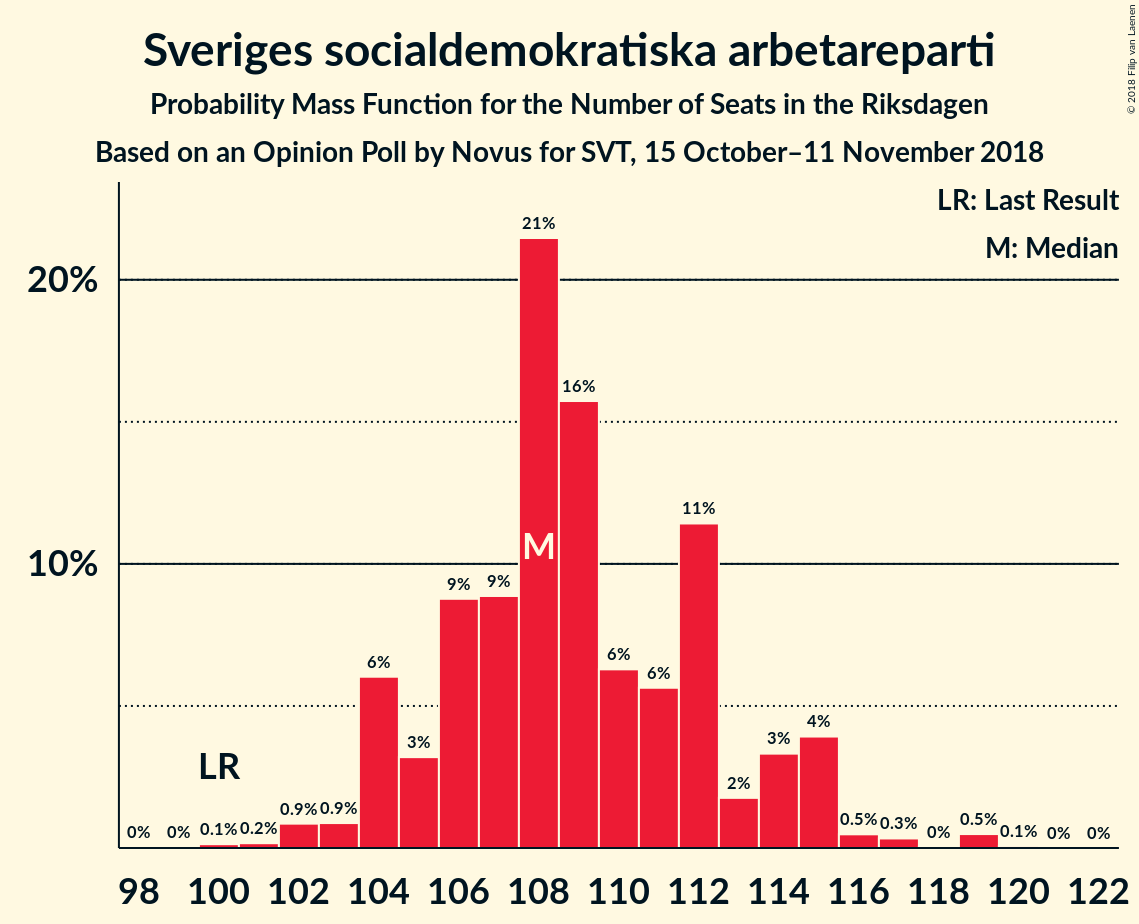 Sveriges socialdemokratiska arbetareparti
Probability Mass Function for the Number of Seats in the Riksdagen
Based on an Opinion Poll by Novus for SVT, 15 October–11 November 2018
© 2018 Filip van Laenen
LR: Last Result
M: Median
20%
10%
0% 0% 0.1% 0.2% 0.9% 0.9% 6% 3% 9% 9% 21% 16% 6% 6% 11% 2% 3% 4% 0.5% 0.3% 0% 0.5% 0.1% 0% 0%
LR
M
98 100 102 104 106 108 110 112 114 116 118 120 122